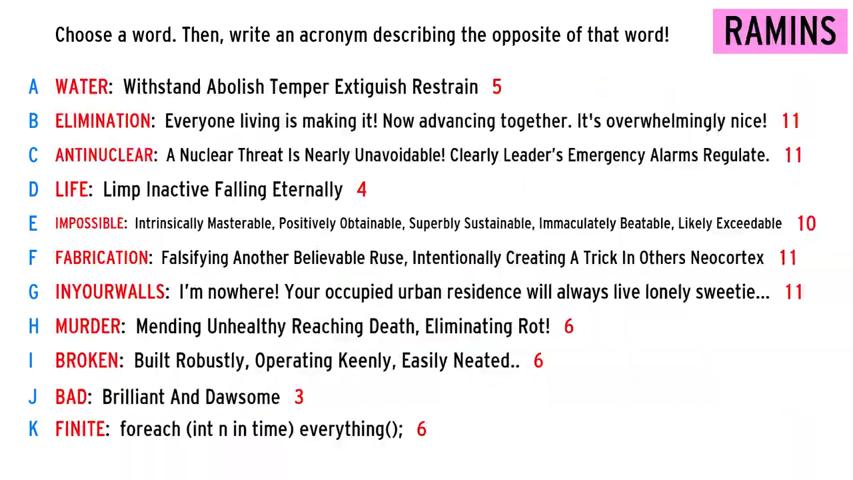 Choose a word. Then, write an acronym describing the opposite of that word!
RAMINS
A WATER: Withstand Abolish Temper Extiguish Restrain 5
B ELIMINATION: Everyone living is making it! Now advancing together. It's overwhelmingly nice! 11
C ANTINUCLEAR: A Nuclear Threat Is Nearly Unavoidable! Clearly Leader's Emergency Alarms Regulate. 11
D LIFE: Limp Inactive Falling Eternally 4
E IMPOSSIBLE: Intrinsically Masterable, Positively Obtainable, Superbly Sustainable, Immaculately Beatable, Likely Exceedable 10
F FABRICATION: Falsifying Another Believable Ruse, Intentionally Creating A Trick In Others Neocortex 11
G INYOURWALLS: I'm nowhere! Your occupied urban residence will always live lonely sweetie... 11
H MURDER: Mending Unhealthy Reaching Death, Eliminating Rot! 6
I BROKEN: Built Robustly, Operating Keenly, Easily Neated.. 6
J BAD: Brilliant And Dawsome 3
K FINITE: foreach (int n in time) everything(); 6